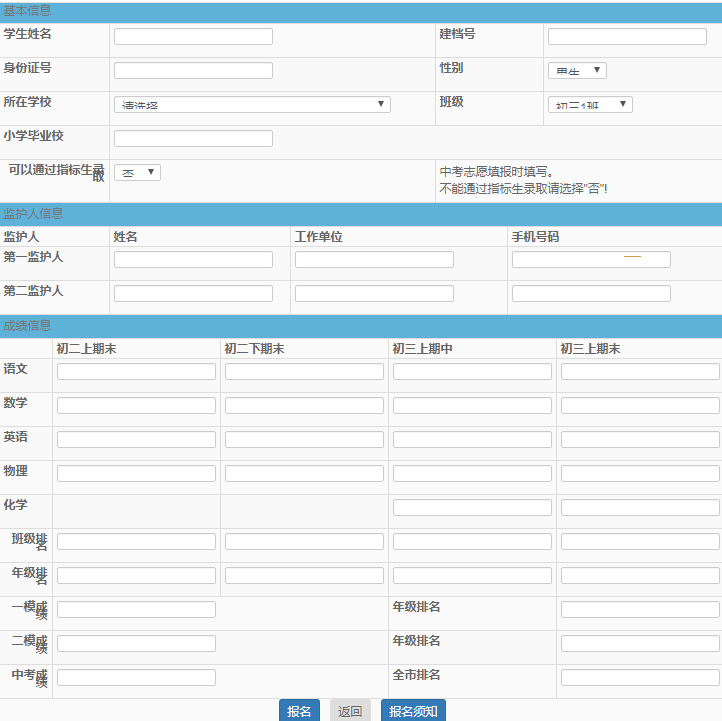 基本信息
学生姓名 建档号
身份证号 性别 男生
所在学校 请选择 班级 初三1班
小学毕业校
可以通过指标生录取 否 中考志愿填报时填写。
不能通过指标生录取请选择"否"!
监护人信息
监护人 姓名 工作单位 手机号码
第一监护人
第二监护人
成绩信息
初二上期末 初二下期末 初三上期中 初三上期末
语文
数学
英语
物理
化学
班级排名
年级排名
一模成绩 年级排名
二模成绩 年级排名
中考成绩 全市排名
报名 返回 报名须知